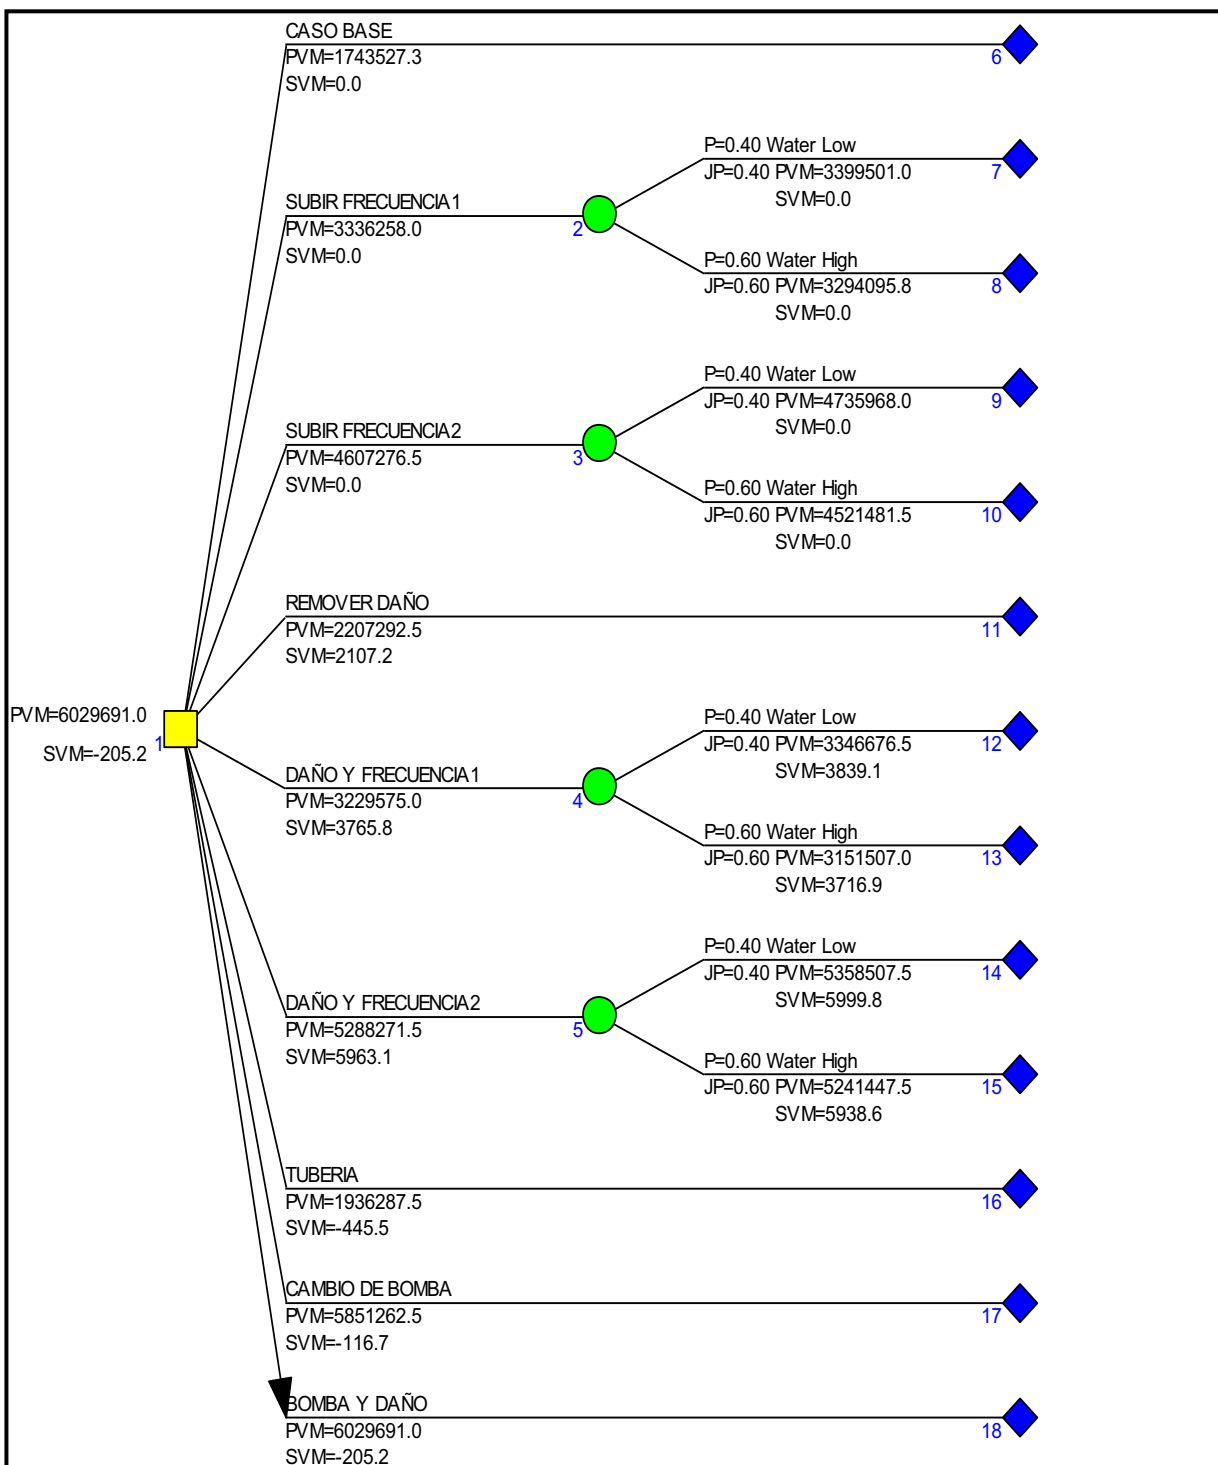 CASO BASE
PVM=1743527.3
SVM=0.0
6
P=0.40 Water Low
JP=0.40 PVM=3399501.0
SVM=0.0
7
SUBIR FRECUENCIA1
PVM=3336258.0
SVM=0.0
2
P=0.60 Water High
JP=0.60 PVM=3294095.8
SVM=0.0
8
P=0.40 Water Low
JP=0.40 PVM=4735968.0
SVM=0.0
9
SUBIR FRECUENCIA2
PVM=4607276.5
SVM=0.0
3
P=0.60 Water High
JP=0.60 PVM=4521481.5
SVM=0.0
10
REMOVER DAÑO
PVM=2207292.5
SVM=2107.2
11
PVM=6029691.0
SVM=-205.2
1
P=0.40 Water Low
JP=0.40 PVM=3346676.5
SVM=3839.1
12
DAÑO Y FRECUENCIA1
PVM=3229575.0
SVM=3765.8
4
P=0.60 Water High
JP=0.60 PVM=3151507.0
SVM=3716.9
13
P=0.40 Water Low
JP=0.40 PVM=5358507.5
SVM=5999.8
14
DAÑO Y FRECUENCIA2
PVM=5288271.5
SVM=5963.1
5
P=0.60 Water High
JP=0.60 PVM=5241447.5
SVM=5938.6
15
TUBERIA
PVM=1936287.5
SVM=-445.5
16
CAMBIO DE BOMBA
PVM=5851262.5
SVM=-116.7
17
BOMBA Y DAÑO
PVM=6029691.0
SVM=-205.2
18